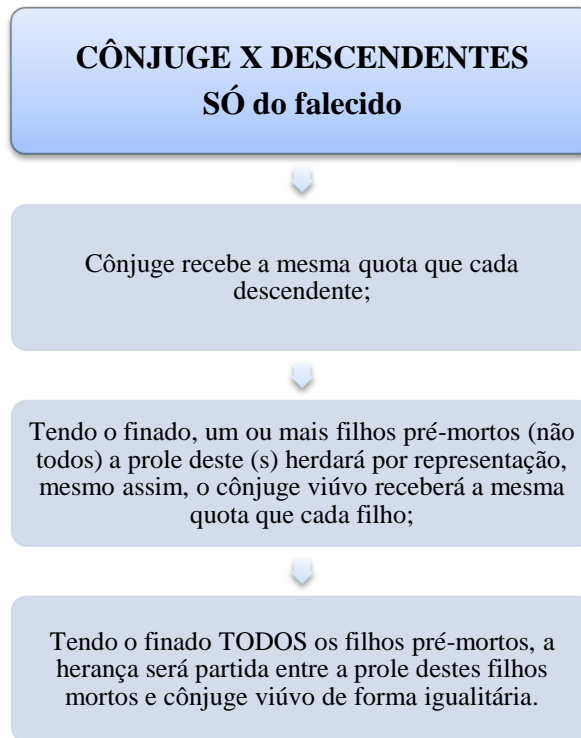 CÔNJUGE X DESCENDENTES
SÓ do falecido
Cônjuge recebe a mesma quota que cada
descendente;
Tendo o finado, um ou mais filhos pré-mortos (não
todos) a prole deste (s) herdará por representação,
mesmo assim, o cônjuge viúvo receberá a mesma
quota que cada filho;
Tendo o finado TODOS os filhos pré-mortos, a
herança será partida entre a prole destes filhos
mortos e cônjuge viúvo de forma igualitária.